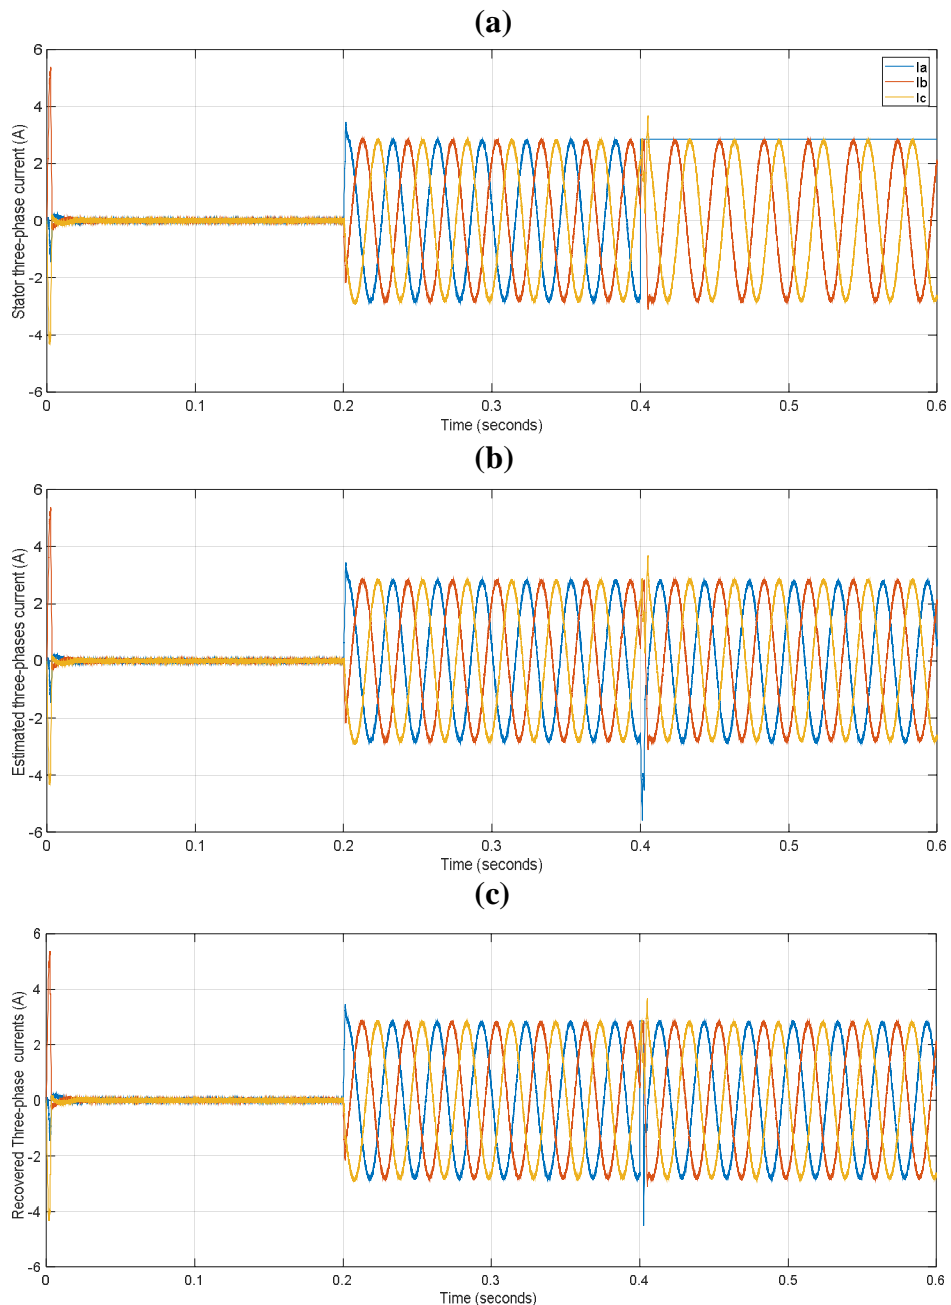 (a)
6
4
2
0
-2
-4
-6
Stator three-phase current (A)
Ia
Ib
Ic
0 0.1 0.2 0.3 0.4 0.5 0.6
Time (seconds)
(b)
6
4
2
0
-2
-4
-6
Estimated three-phases current (A)
0 0.1 0.2 0.3 0.4 0.5 0.6
Time (seconds)
(c)
6
4
2
0
-2
-4
-6
Recovered Three-phase currents (A)
0 0.1 0.2 0.3 0.4 0.5 0.6
Time (seconds)